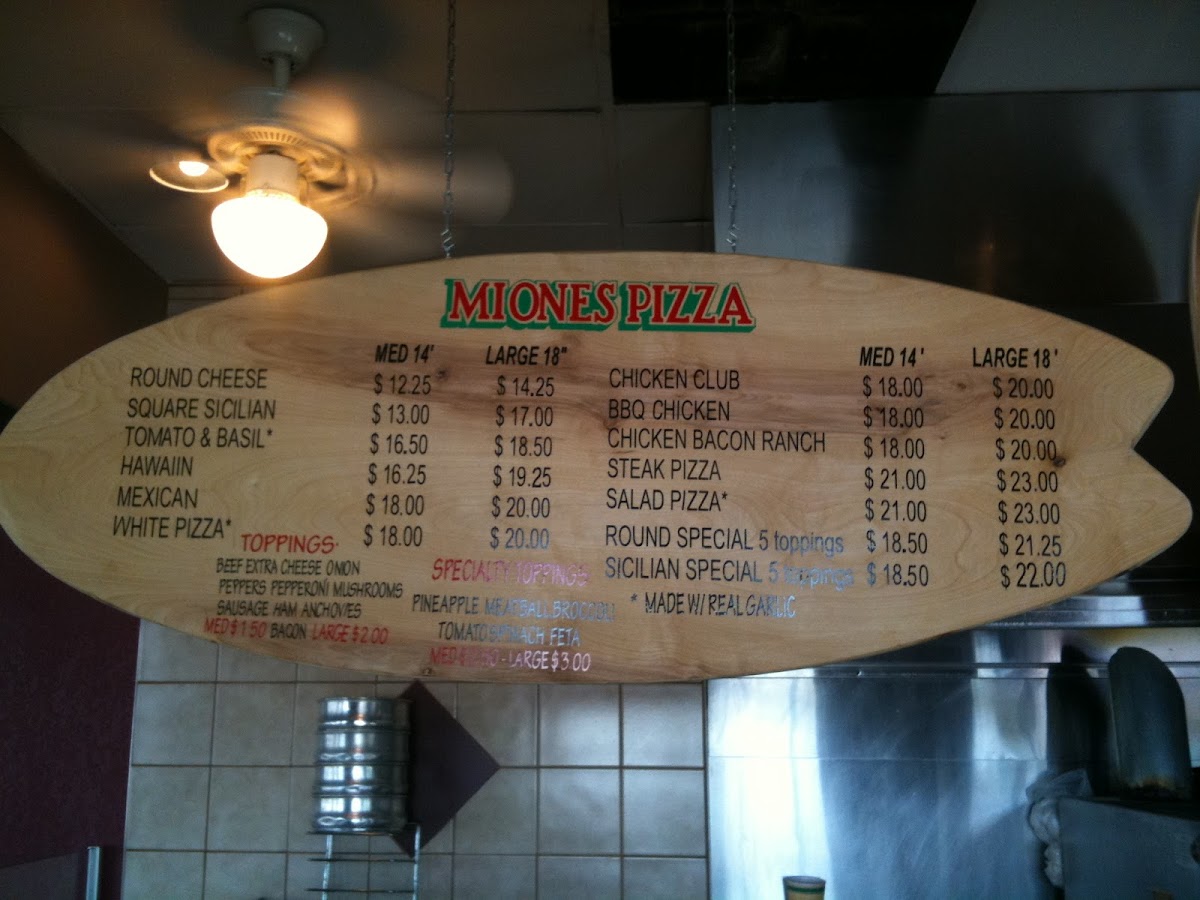 MIONES PIZZA
MED 14' LARGE 18"
ROUND CHEESE $ 12.25 $ 14.25
SQUARE SICILIAN $ 13.00 $ 17.00
TOMATO & BASIL* $ 16.50 $ 18.50
HAWAIIN $ 16.25 $ 19.25
MEXICAN $ 18.00 $ 20.00
WHITE PIZZA* $ 18.00 $ 20.00
TOPPINGS
BEEF EXTRA CHEESE ONION
PEPPERS PEPPERONI MUSHROOMS
SAUSAGE HAM ANCHOVIES
MED $ 1.50 BACON LARGE $ 2.00
SPECIALTY TOPPINGS
PINEAPPLE MEATBALL BROCCOLI
TOMATO SPINACH FETA
MED - LARGE $ 3.00
MED 14' LARGE 18'
CHICKEN CLUB $ 18.00 $ 20.00
BBQ CHICKEN $ 18.00 $ 20.00
CHICKEN BACON RANCH $ 18.00 $ 20.00
STEAK PIZZA $ 21.00 $ 23.00
SALAD PIZZA* $ 21.00 $ 23.00
ROUND SPECIAL 5 toppings $ 18.50 $ 21.25
SICILIAN SPECIAL 5 toppings $ 18.50 $ 22.00
* MADE W/ REAL GARLIC